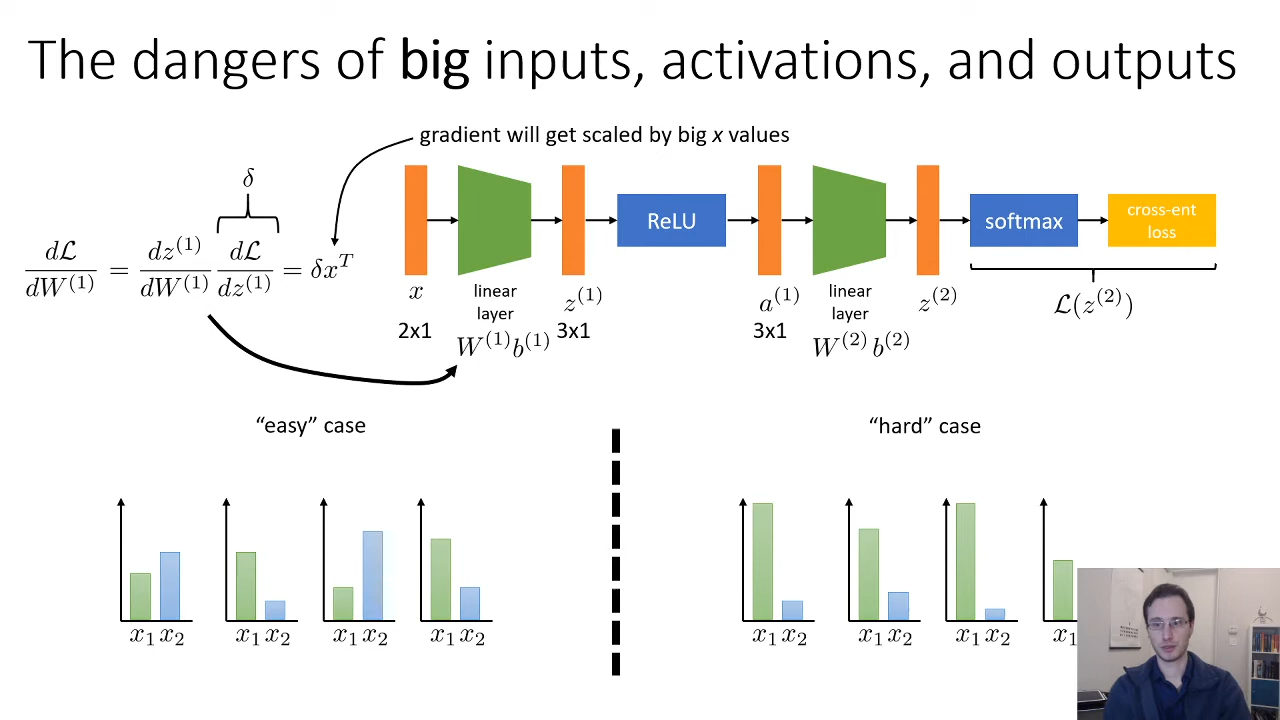 The dangers of big inputs, activations, and outputs
gradient will get scaled by big x values
δ
dℒ/dW^(1) = dz^(1)/dW^(1) dℒ/dz^(1) = δx^T
ReLU
softmax
cross-ent
loss
x
linear
layer
z^(1)
a^(1)
linear
layer
z^(2)
ℒ(z^(2))
2x1
W^(1) b^(1)
3x1
3x1
W^(2) b^(2)
"easy" case
"hard" case
x₁ x₂
x₁ x₂
x₁ x₂
x₁ x₂
x₁ x₂
x₁ x₂
x₁ x₂
x₁